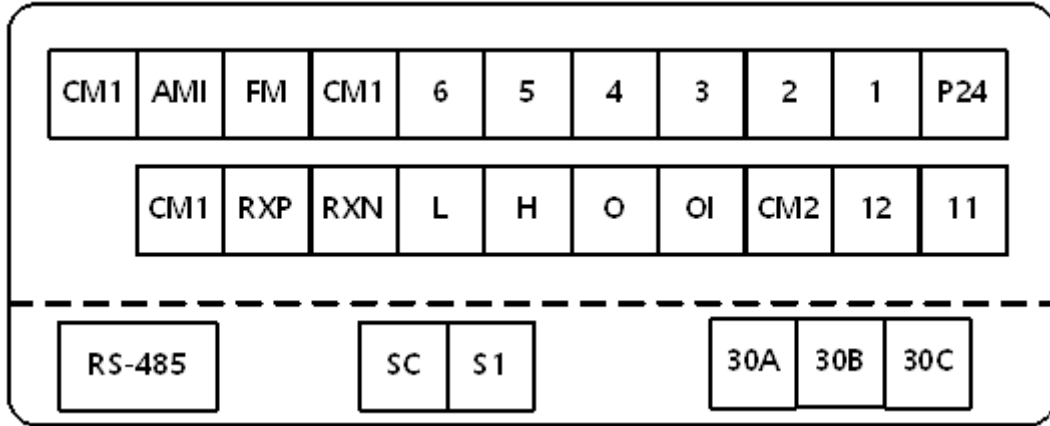 CM1 AMI FM CM1 6 5 4 3 2 1 P24
CM1 RXP RXN L H O OI CM2 12 11
RS-485 SC S1 30A 30B 30C